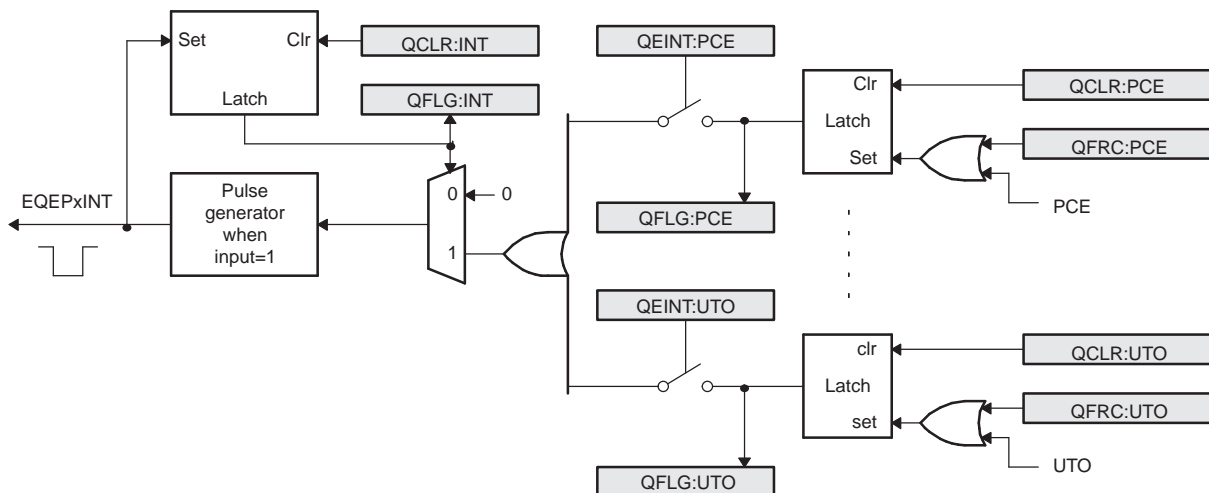 Set
Clr
Latch
QCLR:INT
QFLG:INT
EQEPxINT
Pulse
generator
when
input=1
0
0
1
QEINT:PCE
QFLG:PCE
Clr
Latch
Set
QCLR:PCE
QFRC:PCE
PCE
QEINT:UTO
QFLG:UTO
clr
Latch
set
QCLR:UTO
QFRC:UTO
UTO